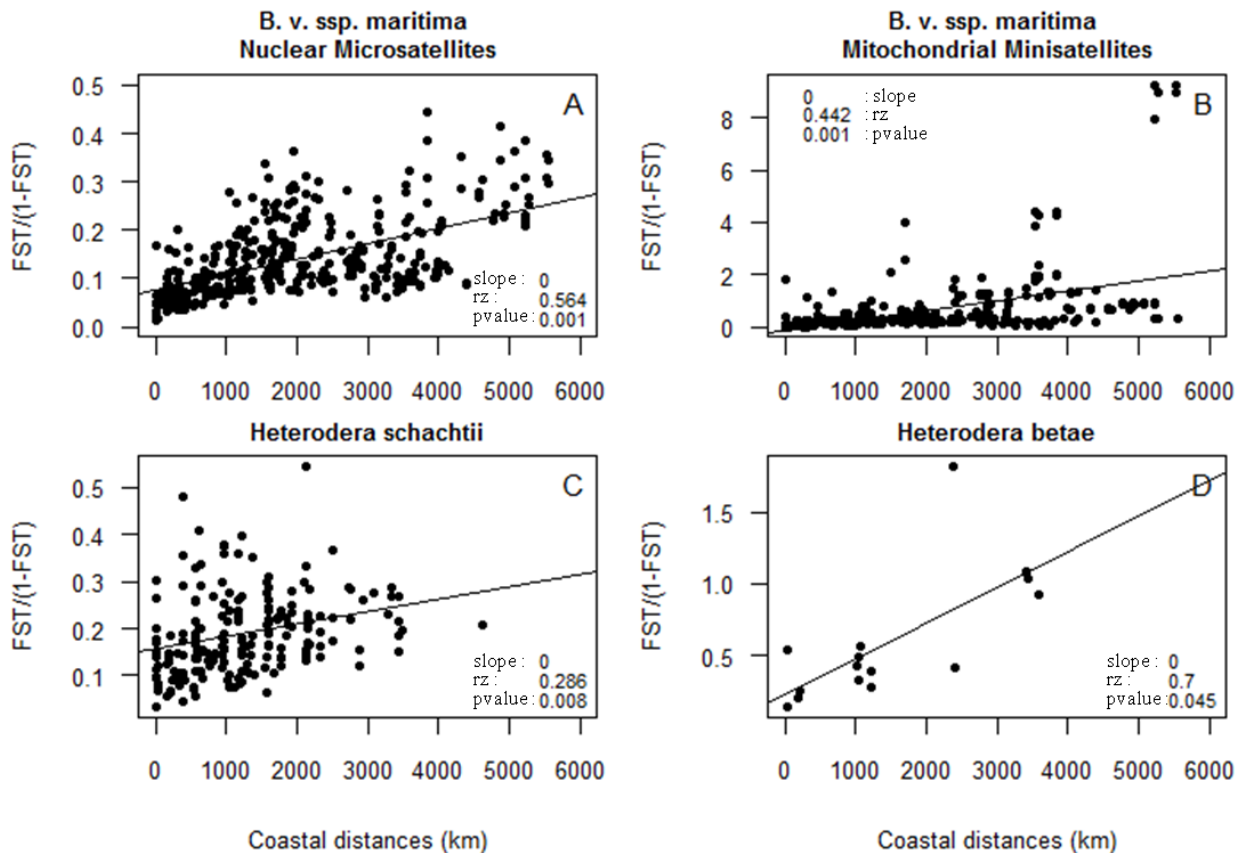 B. v. ssp. maritima
Nuclear Microsatellites
A
FST/(1-FST)
0.5
0.4
0.3
0.2
0.1
0.0
slope : 0
rz : 0.564
pvalue: 0.001
0 1000 2000 3000 4000 5000 6000
B. v. ssp. maritima
Mitochondrial Minisatellites
B
FST/(1-FST)
8
6
4
2
0
0 : slope
0.442 : rz
0.001 : pvalue
0 1000 2000 3000 4000 5000 6000
Heterodera schachtii
C
FST/(1-FST)
0.5
0.4
0.3
0.2
0.1
slope : 0
rz : 0.286
pvalue : 0.008
0 1000 2000 3000 4000 5000 6000
Coastal distances (km)
Heterodera betae
D
FST/(1-FST)
1.5
1.0
0.5
slope : 0
rz : 0.7
pvalue : 0.045
0 1000 2000 3000 4000 5000 6000
Coastal distances (km)